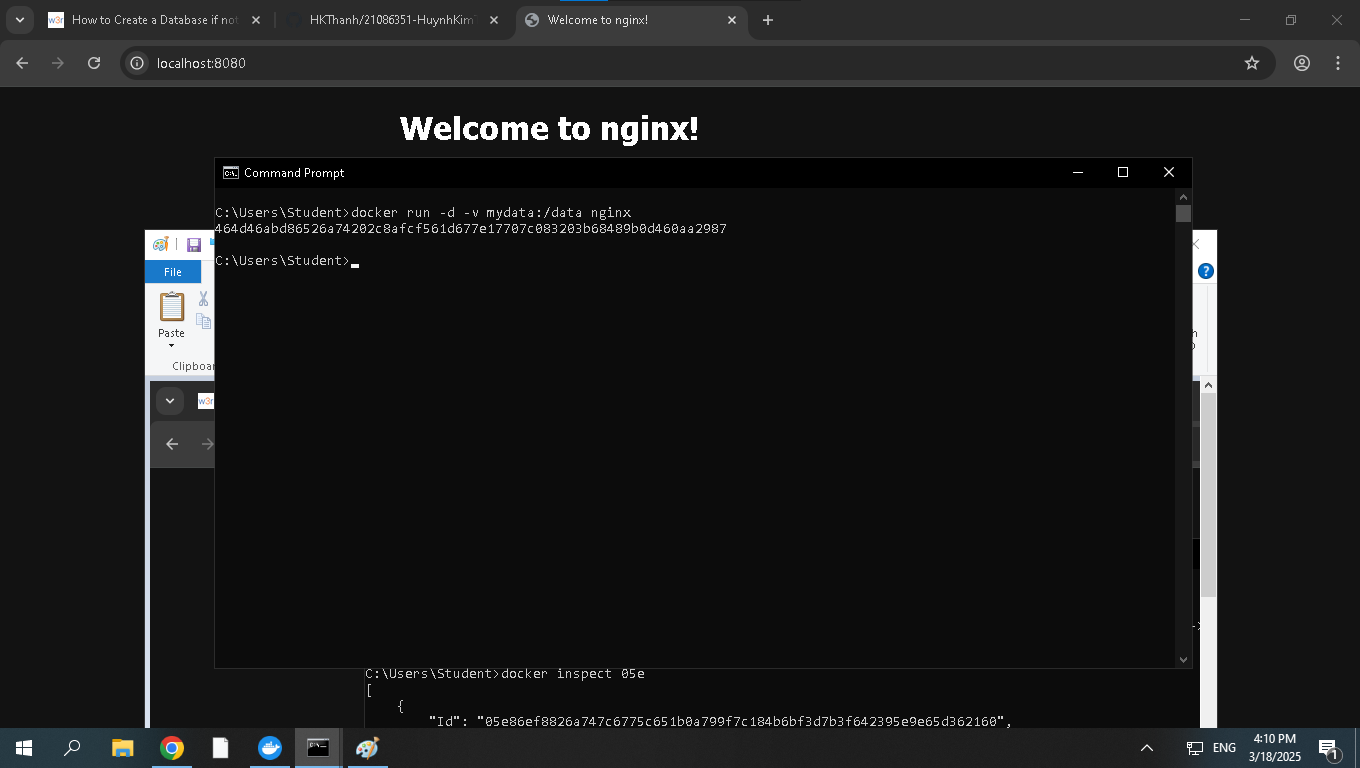 How to Create a Database if not
HKThanh/21086351-HuynhKimT
Welcome to nginx!
localhost:8080
Welcome to nginx!
Command Prompt
C:\Users\Student>docker run -d -v mydata:/data nginx
464d46abd86526a74202c8afcf561d677e17707c083203b68489b0d460aa2987
C:\Users\Student>
File
Paste
Clipboar
C:\Users\Student>docker inspect 05e
[
{
"Id": "05e86ef8826a747c6775c651b0a799f7c184b6bf3d7b3f642395e9e65d362160",
ENG
4:10 PM
3/18/2025
1